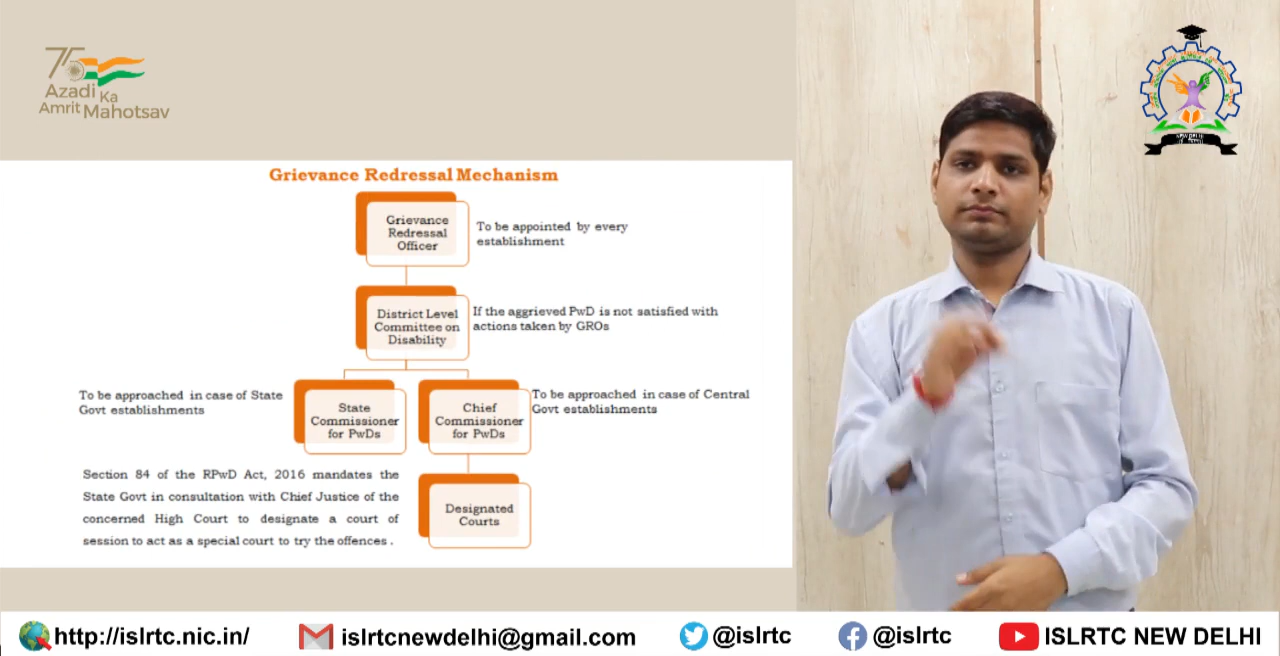 75
Azadi Ka
Amrit Mahotsav
Grievance Redressal Mechanism
Grievance
Redressal
Officer
To be appointed by every
establishment
District Level
Committee on
Disability
If the aggrieved PwD is not satisfied with
actions taken by GROs
To be approached in case of State
Govt establishments
State
Commissioner
for PwDs
Chief
Commissioner
for PwDs
To be approached in case of Central
Govt establishments
Section 84 of the RPwD Act, 2016 mandates the
State Govt in consultation with Chief Justice of the
concerned High Court to designate a court of
session to act as a special court to try the offences .
Designated
Courts
NEW DELHI
http://islrtc.nic.in/
islrtcnewdelhi@gmail.com
@islrtc
@islrtc
ISLRTC NEW DELHI